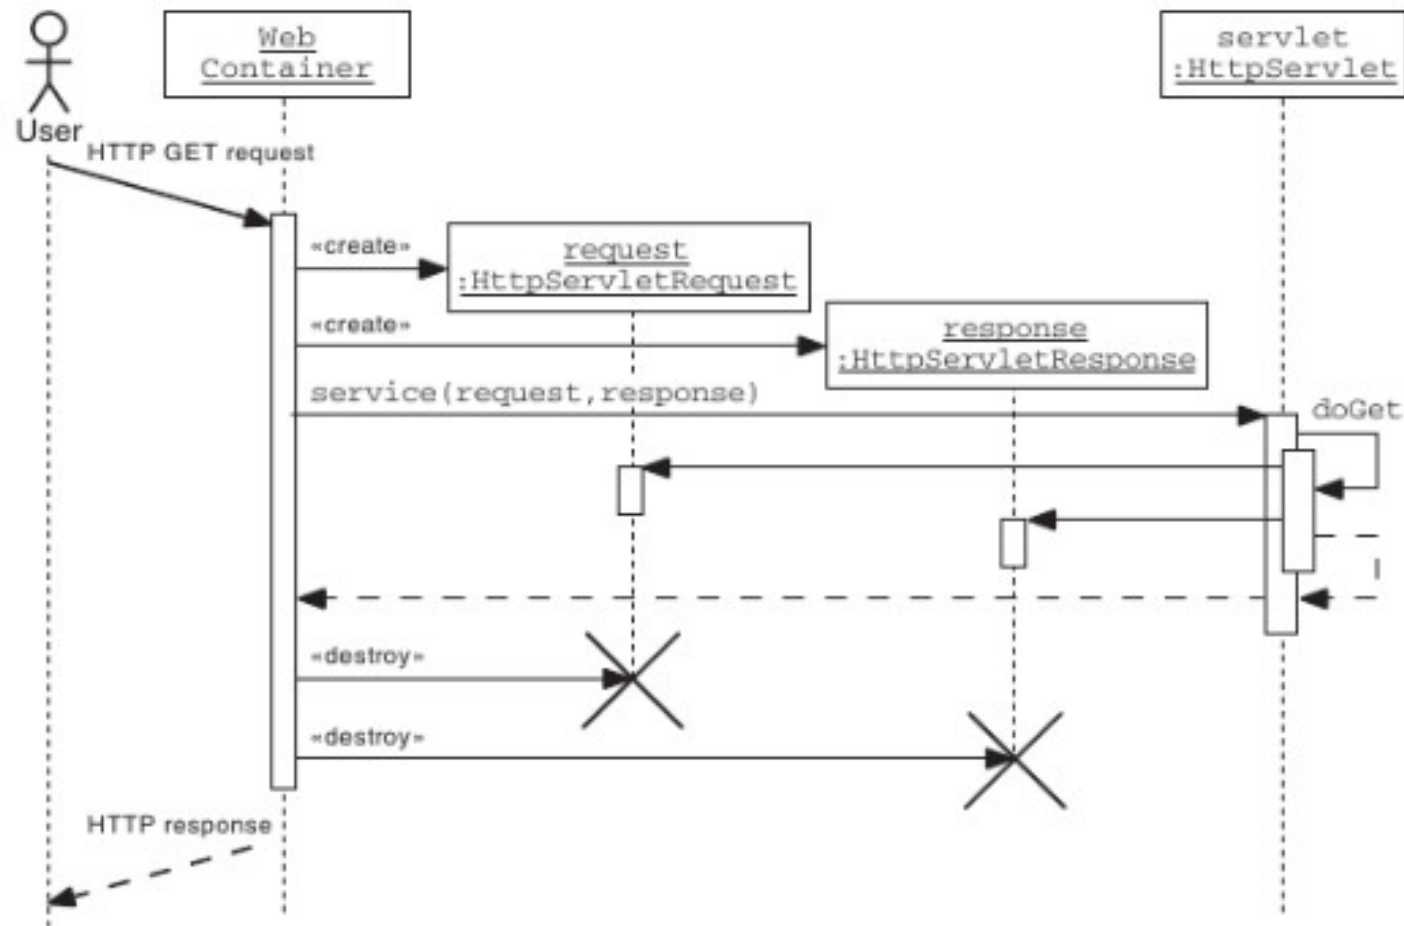 Web
Container
servlet
:HttpServlet
User
HTTP GET request
«create»
request
:HttpServletRequest
«create»
response
:HttpServletResponse
service(request,response)
doGet
«destroy»
«destroy»
HTTP response